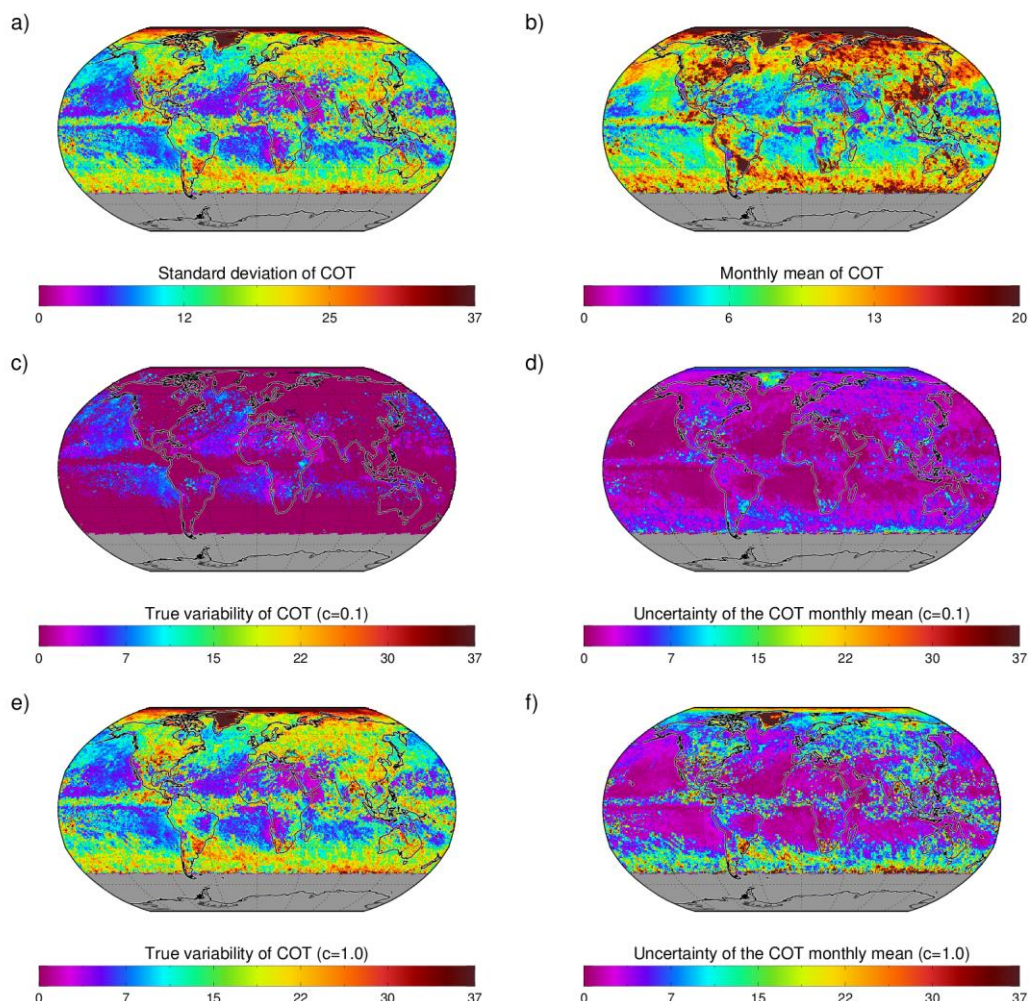 a)
b)
Standard deviation of COT
Monthly mean of COT
0 12 25 37
0 6 13 20
c)
d)
True variability of COT (c=0.1)
Uncertainty of the COT monthly mean (c=0.1)
0 7 15 22 30 37
0 7 15 22 30 37
e)
f)
True variability of COT (c=1.0)
Uncertainty of the COT monthly mean (c=1.0)
0 7 15 22 30 37
0 7 15 22 30 37